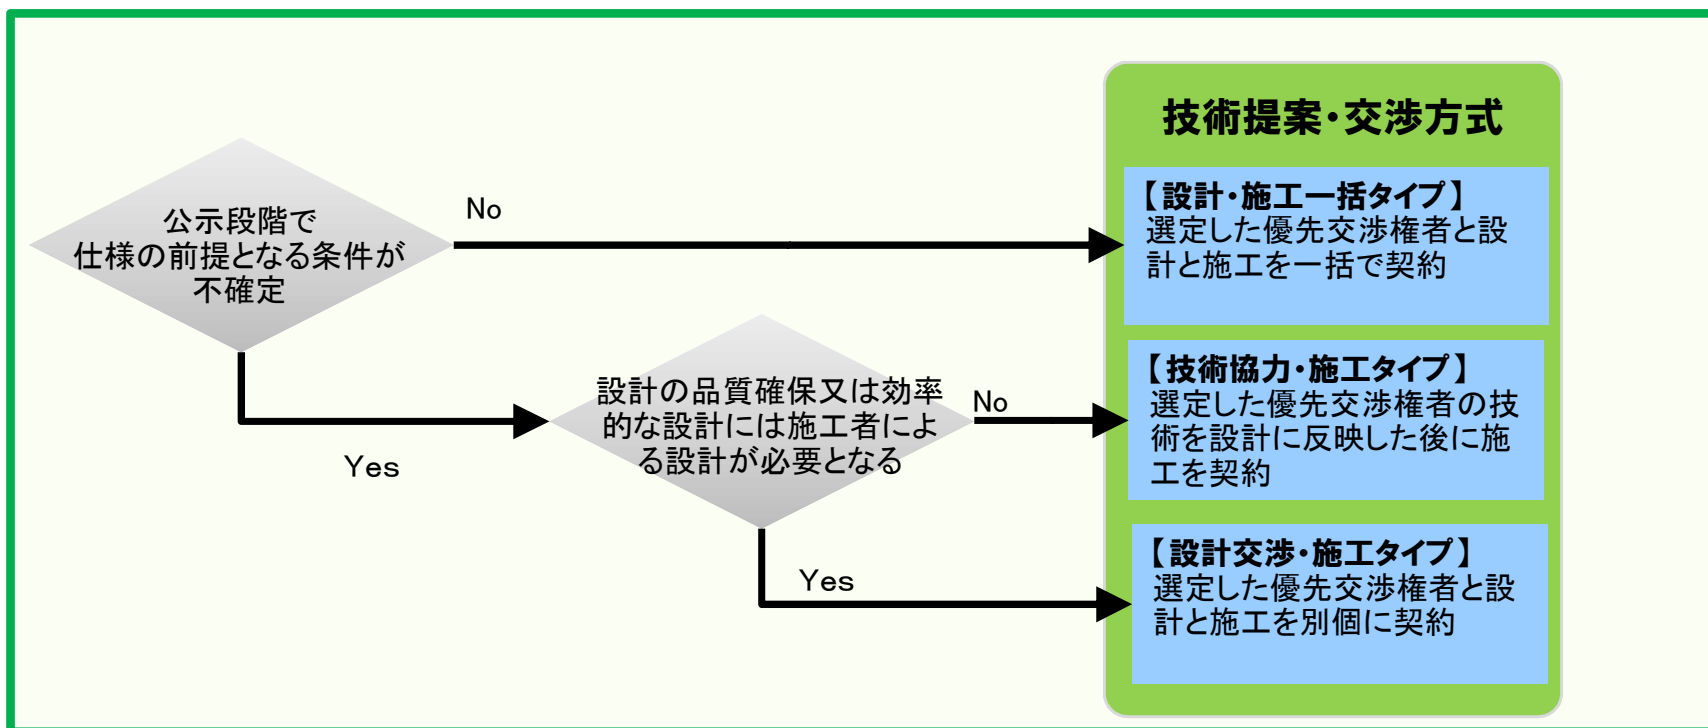 技術提案・交渉方式
公示段階で
仕様の前提となる条件が
不確定
No
Yes
【設計・施工一括タイプ】
選定した優先交渉権者と設
計と施工を一括で契約
設計の品質確保又は効率
的な設計には施工者によ
る設計が必要となる
No
Yes
【技術協力・施工タイプ】
選定した優先交渉権者の技
術を設計に反映した後に施
工を契約
【設計交渉・施工タイプ】
選定した優先交渉権者と設
計と施工を別個に契約